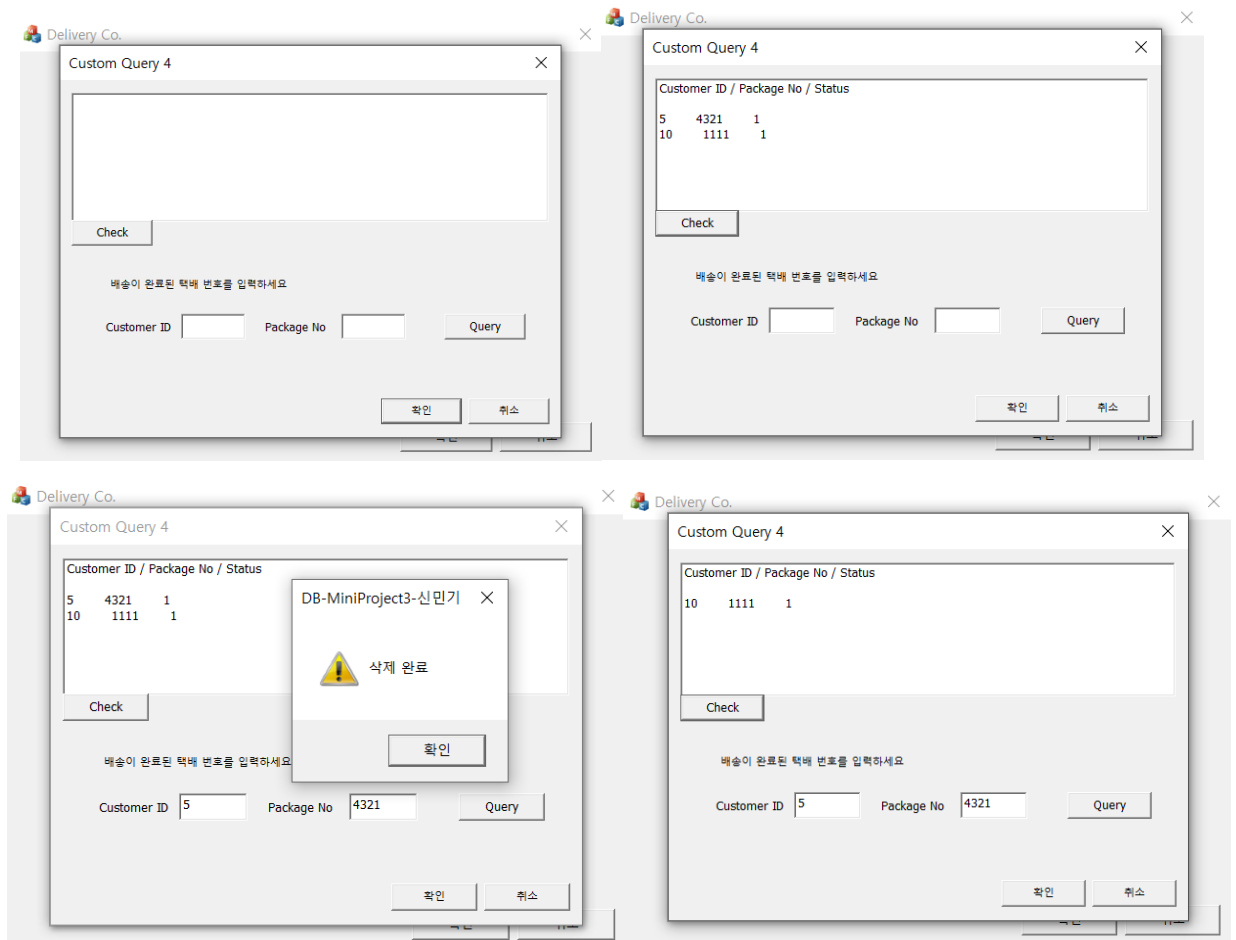 Delivery Co.
Custom Query 4
Check
배송이 완료된 택배 번호를 입력하세요
Customer ID Package No Query
확인 취소
Delivery Co.
Custom Query 4
Customer ID / Package No / Status
5 4321 1
10 1111 1
Check
배송이 완료된 택배 번호를 입력하세요
Customer ID Package No Query
확인 취소
Delivery Co.
Custom Query 4
Customer ID / Package No / Status
5 4321 1
10 1111 1
DB-MiniProject3-신민기
삭제 완료
확인
Check
배송이 완료된 택배 번호를 입력하세요
Customer ID 5 Package No 4321 Query
확인 취소
Delivery Co.
Custom Query 4
Customer ID / Package No / Status
10 1111 1
Check
배송이 완료된 택배 번호를 입력하세요
Customer ID 5 Package No 4321 Query
확인 취소